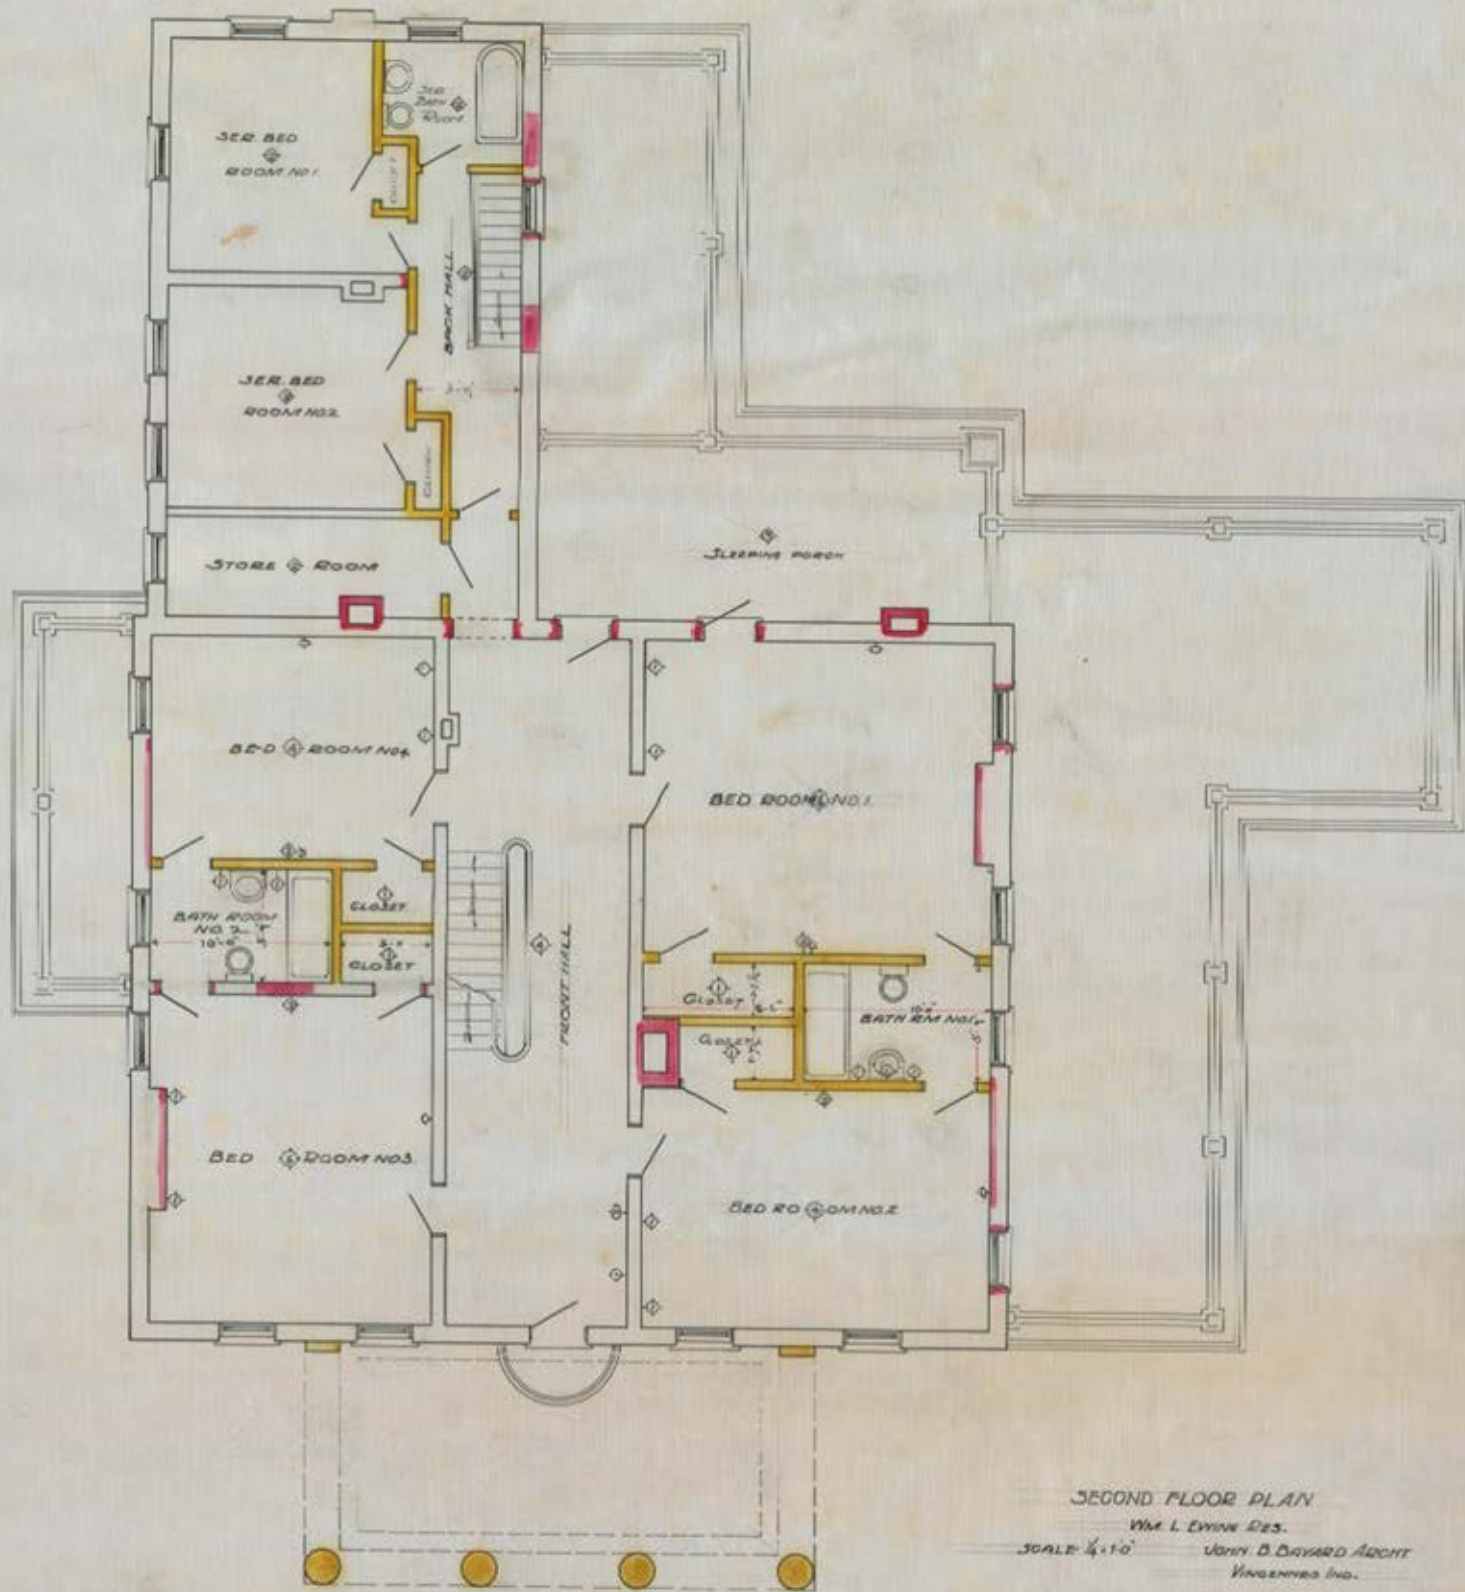 SER. BED
ROOM NO. 1.
SER.
BATH
ROOM.
CLOSET
BACK HALL
SER. BED
ROOM NO. 2.
CLOSET
STORE ROOM
SLEEPING PORCH
BED ROOM NO 4.
BED ROOM NO. 1.
BATH ROOM
NO. 2
10'-6"
CLOSET
CLOSET
FRONT HALL
CLOSET
CLOSET
BATH RM NO. 1.
BED ROOM NO 3.
BED ROOM NO. 2
SECOND FLOOR PLAN
WM. L EWING RES.
SCALE 1/4=1'0" JOHN B. BAYARD ARCHT
VINCENNES IND.